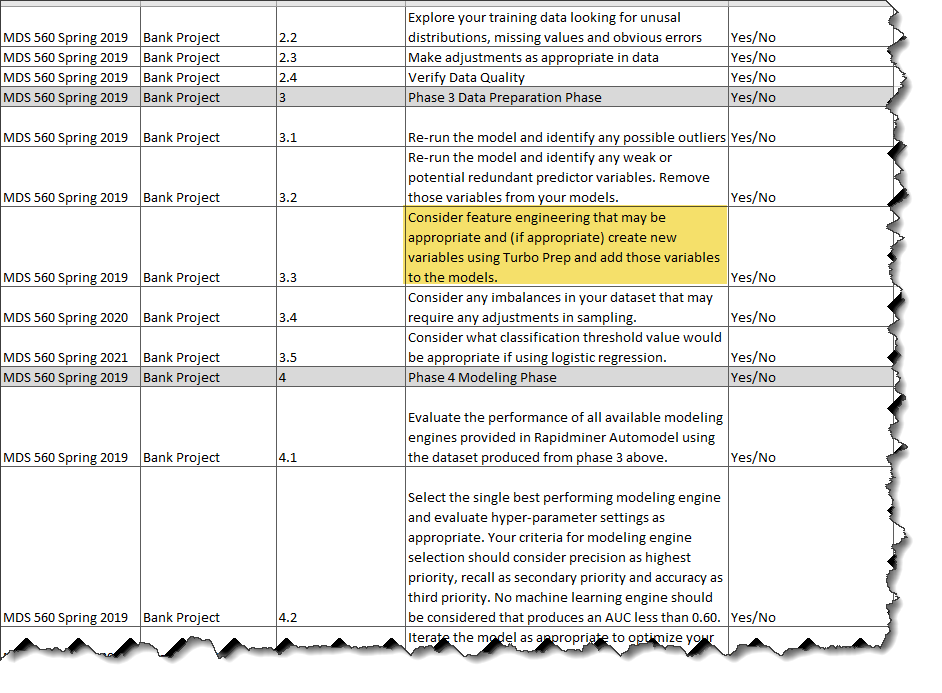 Explore your training data looking for unusal
MDS 560 Spring 2019 Bank Project 2.2 distributions, missing values and obvious errors Yes/No
MDS 560 Spring 2019 Bank Project 2.3 Make adjustments as appropriate in data Yes/No
MDS 560 Spring 2019 Bank Project 2.4 Verify Data Quality Yes/No
MDS 560 Spring 2019 Bank Project 3 Phase 3 Data Preparation Phase Yes/No
MDS 560 Spring 2019 Bank Project 3.1 Re-run the model and identify any possible outliers Yes/No
Re-run the model and identify any weak or
potential redundant predictor variables. Remove
MDS 560 Spring 2019 Bank Project 3.2 those variables from your models. Yes/No
Consider feature engineering that may be
appropriate and (if appropriate) create new
variables using Turbo Prep and add those variables
MDS 560 Spring 2019 Bank Project 3.3 to the models. Yes/No
Consider any imbalances in your dataset that may
MDS 560 Spring 2020 Bank Project 3.4 require any adjustments in sampling. Yes/No
Consider what classification threshold value would
MDS 560 Spring 2021 Bank Project 3.5 be appropriate if using logistic regression. Yes/No
MDS 560 Spring 2019 Bank Project 4 Phase 4 Modeling Phase Yes/No
Evaluate the performance of all available modeling
engines provided in Rapidminer Automodel using
MDS 560 Spring 2019 Bank Project 4.1 the dataset produced from phase 3 above. Yes/No
Select the single best performing modeling engine
and evaluate hyper-parameter settings as
appropriate. Your criteria for modeling engine
selection should consider precision as highest
priority, recall as secondary priority and accuracy as
third priority. No machine learning engine should
MDS 560 Spring 2019 Bank Project 4.2 be considered that produces an AUC less than 0.60. Yes/No
Iterate the model as appropriate to optimize your